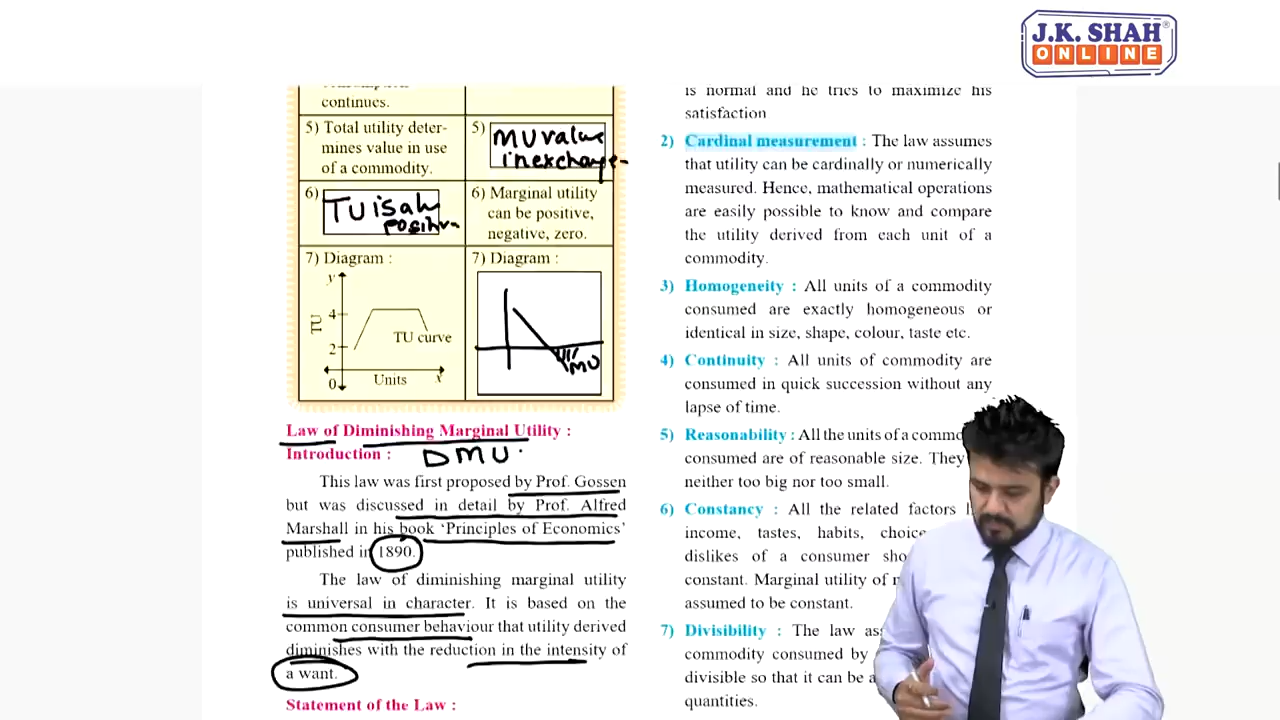 J.K. SHAH®
ONLINE
continues.
5) Total utility deter-
mines value in use
of a commodity.
5)
MU value
in exchange-
6)
TU is
6) Marginal utility
can be positive,
negative, zero.
7) Diagram :
y
4
TU
2
0
TU curve
Units
x
7) Diagram :
MU
Law of Diminishing Marginal Utility :
Introduction :
DMU
This law was first proposed by Prof. Gossen
but was discussed in detail by Prof. Alfred
Marshall in his book ‘Principles of Economics’
published in 1890.
The law of diminishing marginal utility
is universal in character. It is based on the
common consumer behaviour that utility derived
diminishes with the reduction in the intensity of
a want.
Statement of the Law :
is normal and he tries to maximize his
satisfaction
2) Cardinal measurement : The law assumes
that utility can be cardinally or numerically
measured. Hence, mathematical operations
are easily possible to know and compare
the utility derived from each unit of a
commodity.
3) Homogeneity : All units of a commodity
consumed are exactly homogeneous or
identical in size, shape, colour, taste etc.
4) Continuity : All units of commodity are
consumed in quick succession without any
lapse of time.
5) Reasonability : All the units of a commo
consumed are of reasonable size. They
neither too big nor too small.
6) Constancy : All the related factors
income, tastes, habits, choic
dislikes of a consumer sho
constant. Marginal utility of
assumed to be constant.
7) Divisibility : The law as
commodity consumed by
divisible so that it can be a
quantities.